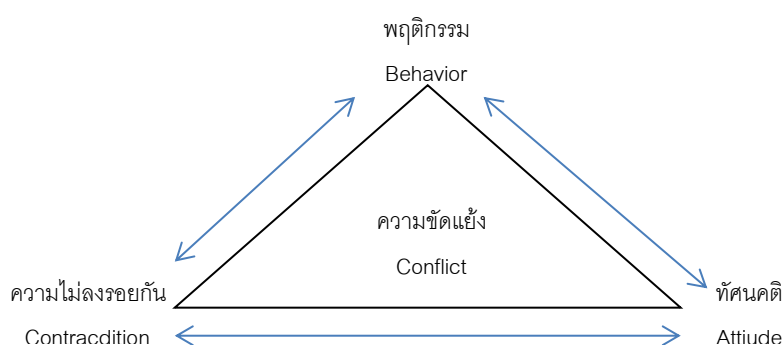 พฤติกรรม
Behavior
ความขัดแย้ง
Conflict
ความไม่ลงรอยกัน
Contracdition
ทัศนคติ
Attiude